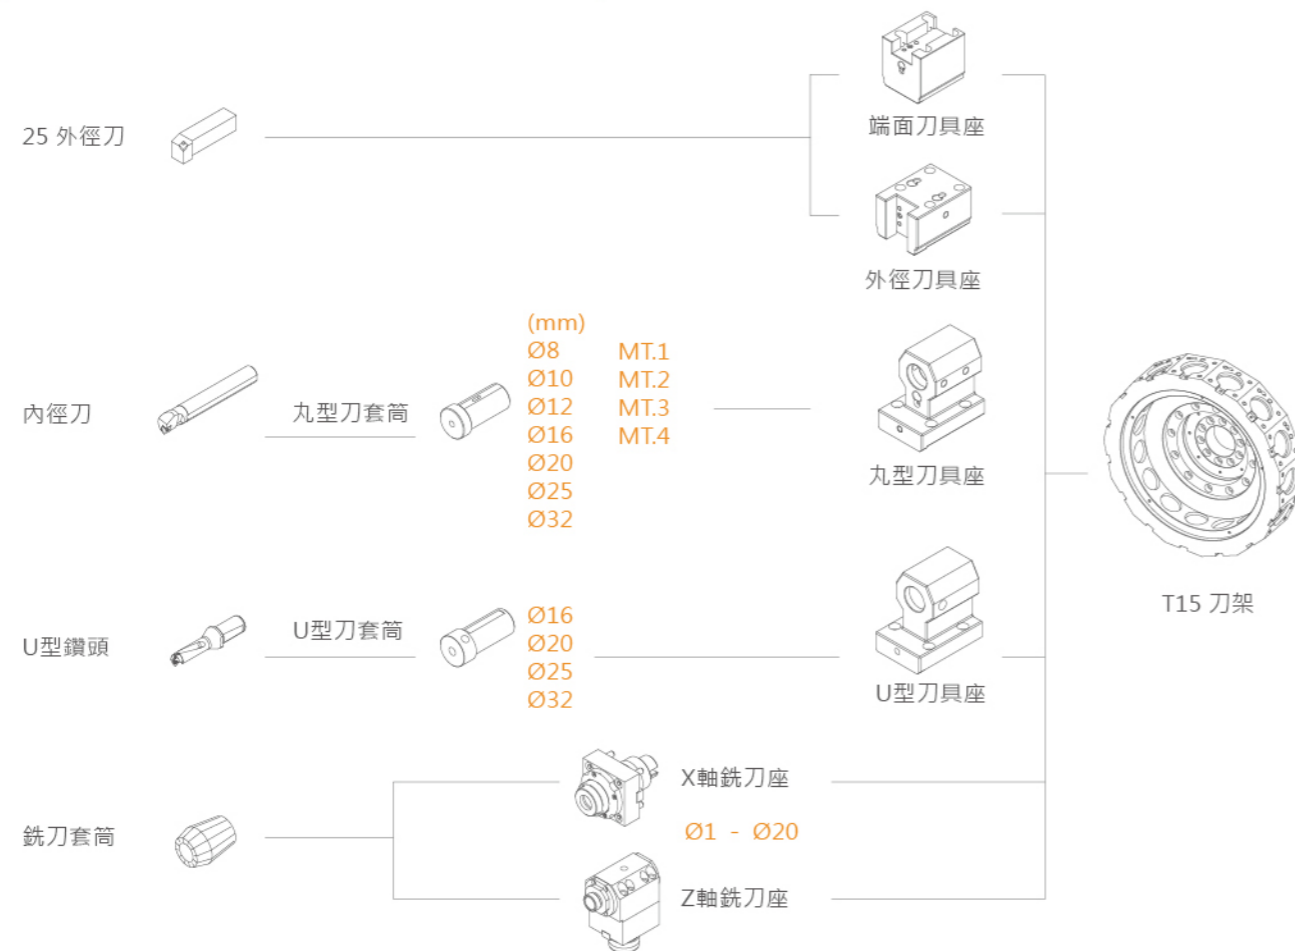 端面刀具座
25 外徑刀
外徑刀具座
(mm)
Ø8 MT.1
Ø10 MT.2
Ø12 MT.3
Ø16 MT.4
Ø20
Ø25
Ø32
內徑刀
丸型刀套筒
丸型刀具座
T15 刀架
U型鑽頭
U型刀套筒
Ø16
Ø20
Ø25
Ø32
U型刀具座
銑刀套筒
X軸銑刀座
Ø1 - Ø20
Z軸銑刀座